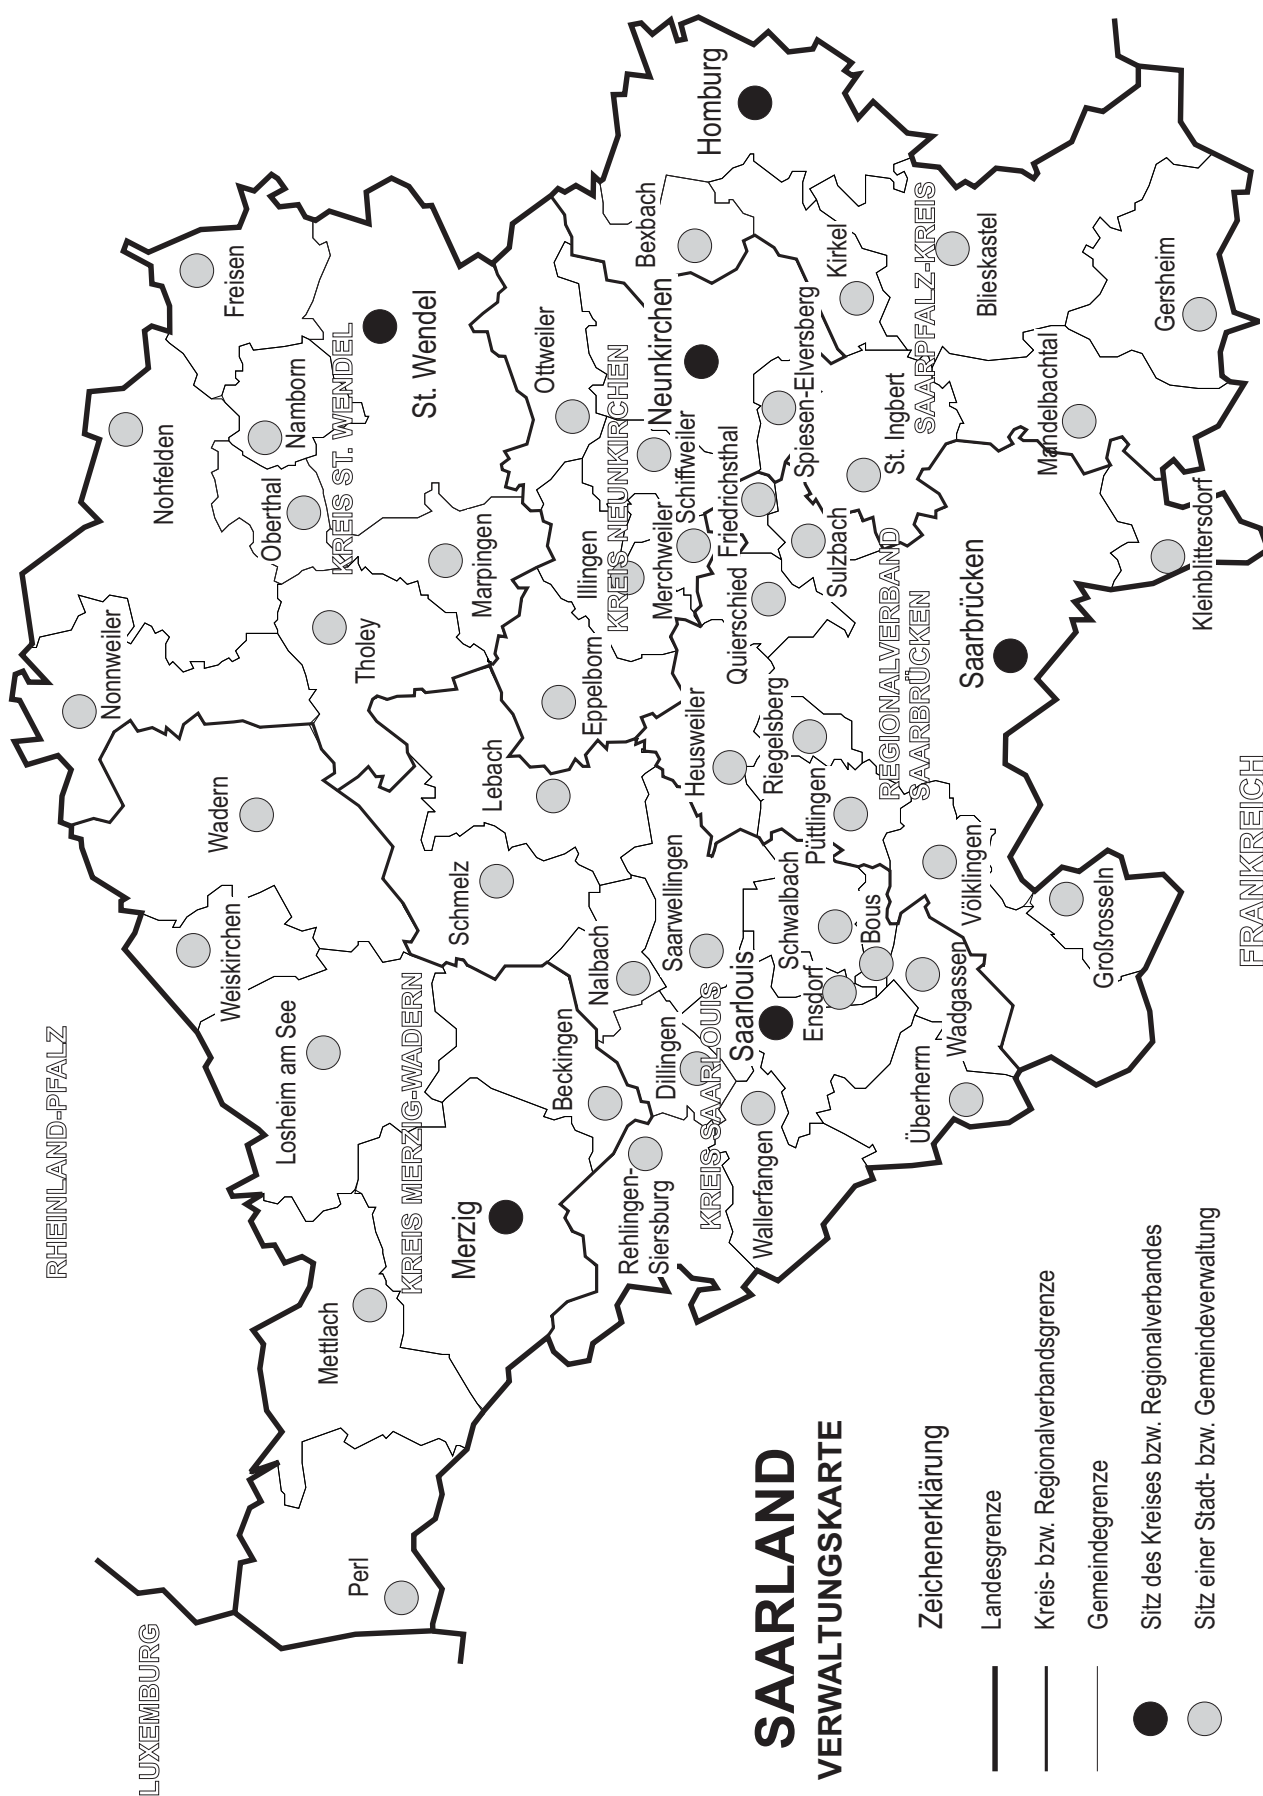 RHEINLAND-PFALZ
LUXEMBURG
FRANKREICH
Nonnweiler
Nohfelden
Freisen
Namborn
Oberthal
KREIS ST. WENDEL
St. Wendel
Tholey
Marpingen
Wadern
Weiskirchen
Losheim am See
Mettlach
Perl
KREIS MERZIG-WADERN
Merzig
Beckingen
Schmelz
Lebach
Nalbach
Saarwellingen
Dillingen
Rehlingen-
Siersburg
KREIS SAARLOUIS
Saarlouis
Wallerfangen
Ensdorf
Schwalbach
Bous
Wadgassen
Überherrn
Eppelborn
Illingen
Ottweiler
KREIS NEUNKIRCHEN
Neunkirchen
Merchweiler
Schiffweiler
Spiesen-Elversberg
Heusweiler
Riegelsberg
Püttlingen
Quierschied
Friedrichsthal
Sulzbach
REGIONALVERBAND
SAARBRÜCKEN
Saarbrücken
Völklingen
Großrosseln
Kleinblittersdorf
Bexbach
Homburg
Kirkel
St. Ingbert
SAARPFALZ-KREIS
Blieskastel
Mandelbachtal
Gersheim
SAARLAND
VERWALTUNGSKARTE
Zeichenerklärung
Landesgrenze
Kreis- bzw. Regionalverbandsgrenze
Gemeindegrenze
Sitz des Kreises bzw. Regionalverbandes
Sitz einer Stadt- bzw. Gemeindeverwaltung